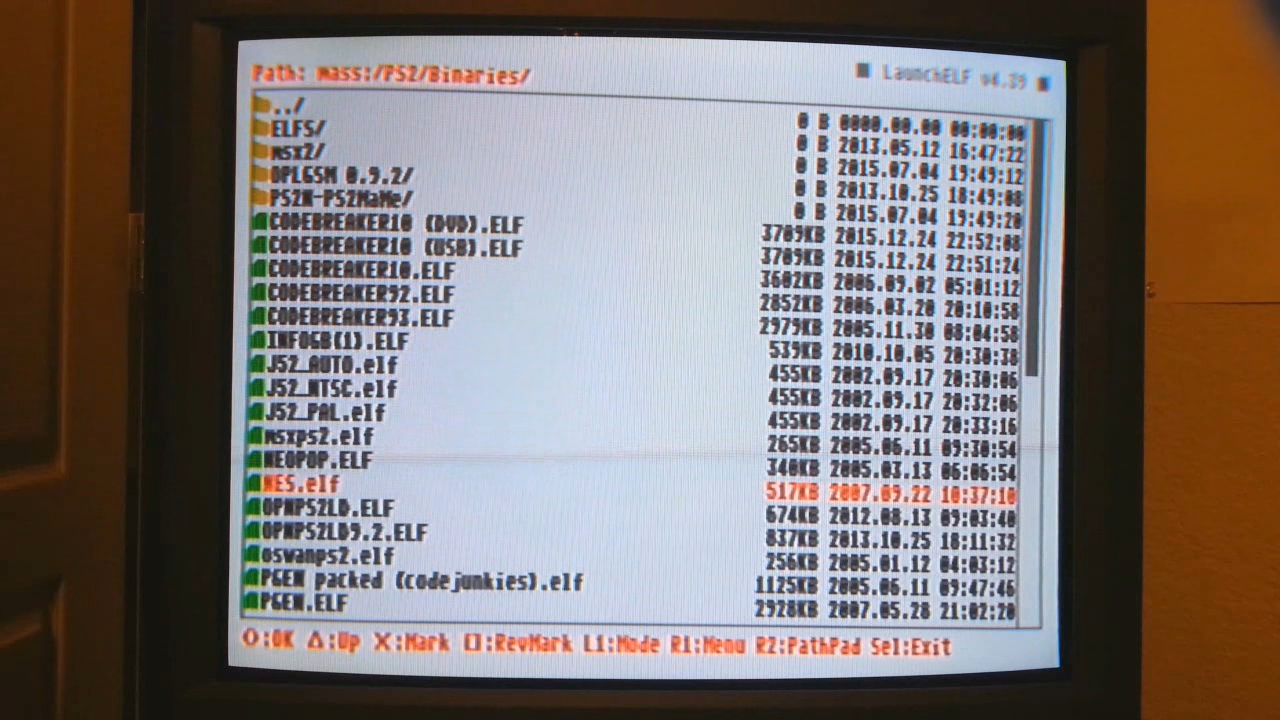 Path: mass:/PS2/Binaries/ LaunchELF v4.39
../ 0 B 0000.00.00 00:00:00
ELFS/ 0 B 2013.05.12 16:47:22
msx2/ 0 B 2015.07.04 19:49:12
OPLGSM 0.9.2/ 0 B 2013.10.25 18:49:08
PS2M-PS2MaMe/ 0 B 2015.07.04 19:49:20
CODEBREAKER10 (DVD).ELF 3709KB 2015.12.24 22:52:08
CODEBREAKER10 (USB).ELF 3709KB 2015.12.24 22:51:24
CODEBREAKER10.ELF 3602KB 2006.09.02 05:01:12
CODEBREAKER92.ELF 2852KB 2006.03.20 20:10:58
CODEBREAKER93.ELF 2979KB 2005.11.30 08:04:58
INFOGB(1).ELF 539KB 2010.10.05 20:30:38
J52_AUTO.elf 455KB 2002.09.17 20:30:06
J52_NTSC.elf 455KB 2002.09.17 20:32:06
J52_PAL.elf 455KB 2002.09.17 20:33:16
msxps2.elf 265KB 2005.06.11 09:30:54
NEOPOP.ELF 340KB 2005.03.13 06:06:54
NES.elf 517KB 2007.09.22 10:37:10
OPNPS2LD.ELF 674KB 2012.08.13 09:03:40
OPNPS2LD9.2.ELF 837KB 2013.10.25 18:11:32
oswanps2.elf 256KB 2005.01.12 04:03:12
PGEN packed (codejunkies).elf 1125KB 2005.06.11 09:47:46
PGEN.ELF 2928KB 2007.05.28 21:02:20
O:OK △:Up X:Mark □:RevMark L1:Mode R1:Menu R2:PathPad Sel:Exit